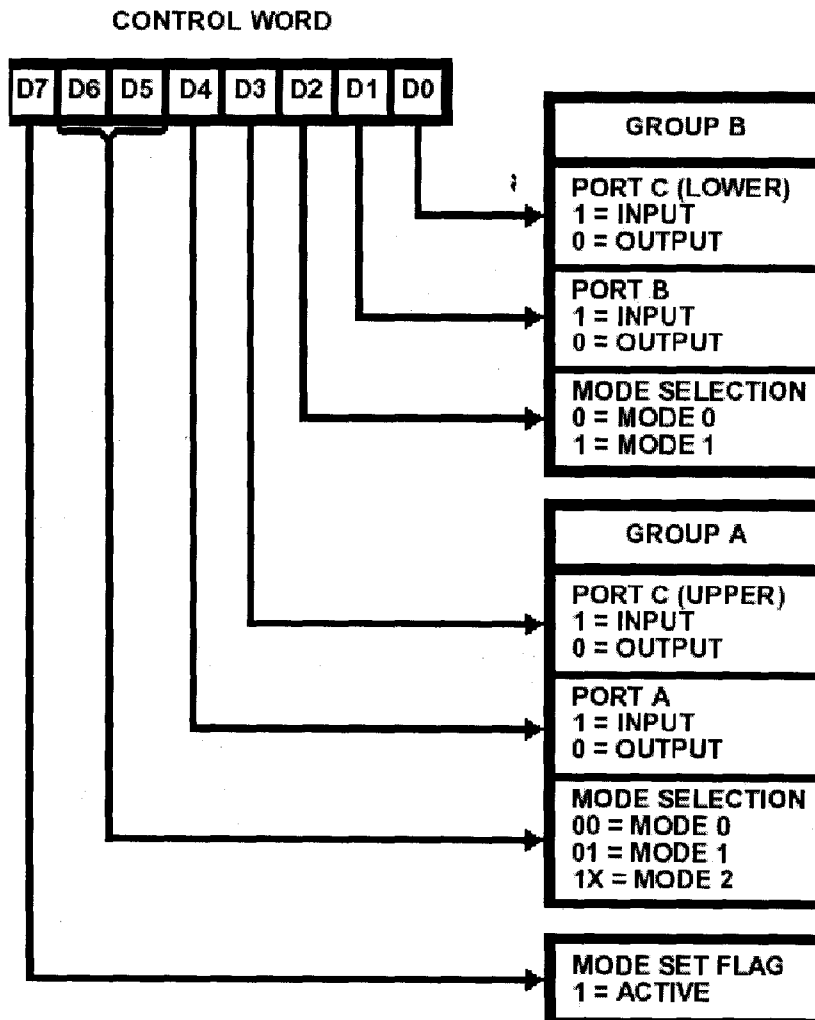 CONTROL WORD
D7 D6 D5 D4 D3 D2 D1 D0
GROUP B
PORT C (LOWER)
1 = INPUT
0 = OUTPUT
PORT B
1 = INPUT
0 = OUTPUT
MODE SELECTION
0 = MODE 0
1 = MODE 1
GROUP A
PORT C (UPPER)
1 = INPUT
0 = OUTPUT
PORT A
1 = INPUT
0 = OUTPUT
MODE SELECTION
00 = MODE 0
01 = MODE 1
1X = MODE 2
MODE SET FLAG
1 = ACTIVE